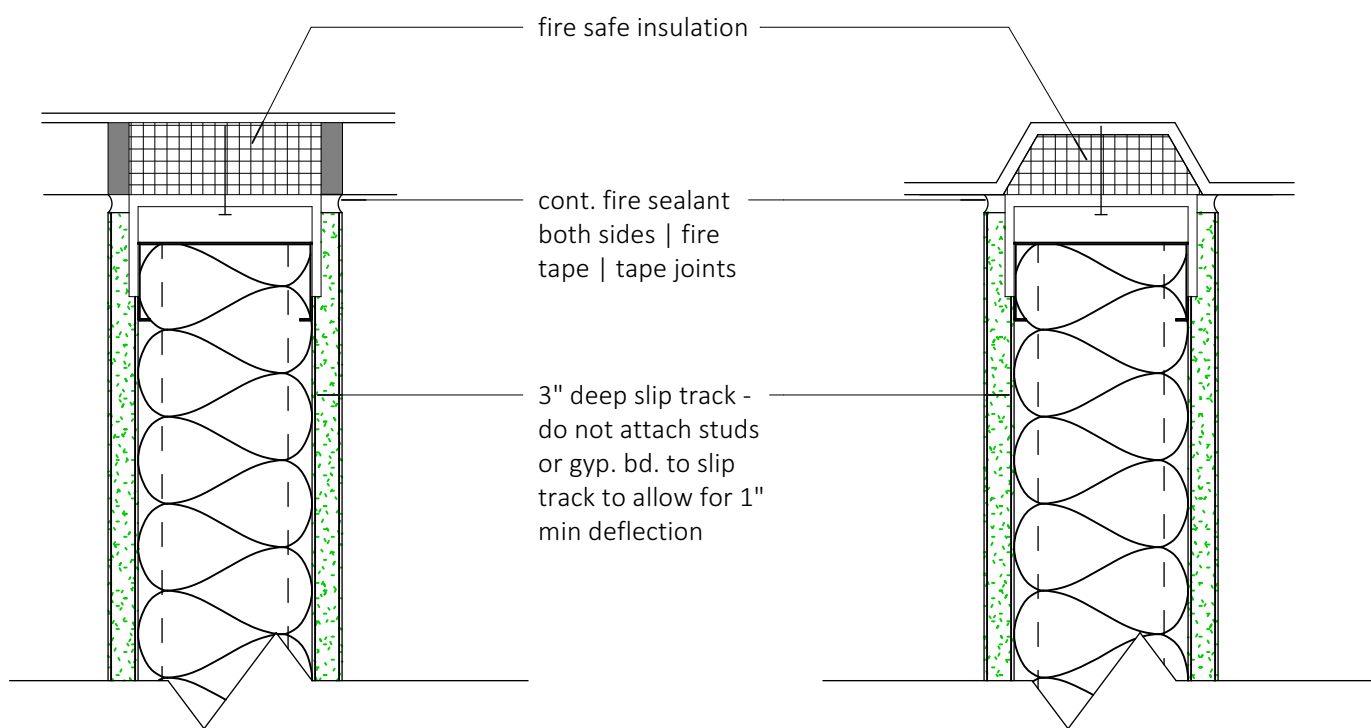 fire safe insulation
cont. fire sealant
both sides | fire
tape | tape joints
3" deep slip track -
do not attach studs
or gyp. bd. to slip
track to allow for 1"
min deflection